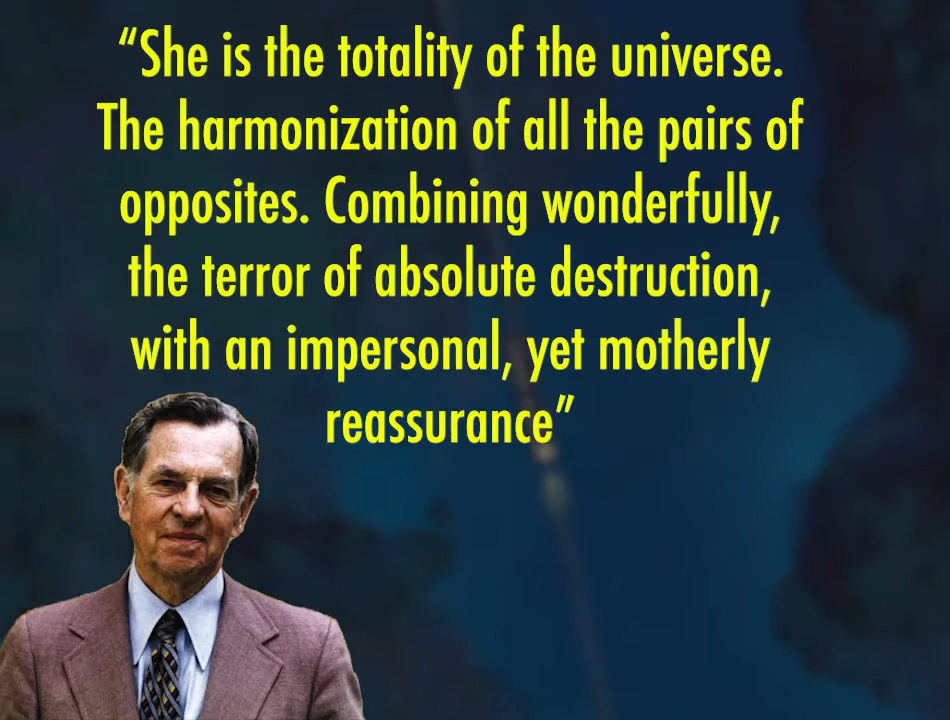 “She is the totality of the universe.
The harmonization of all the pairs of
opposites. Combining wonderfully,
the terror of absolute destruction,
with an impersonal, yet motherly
reassurance”